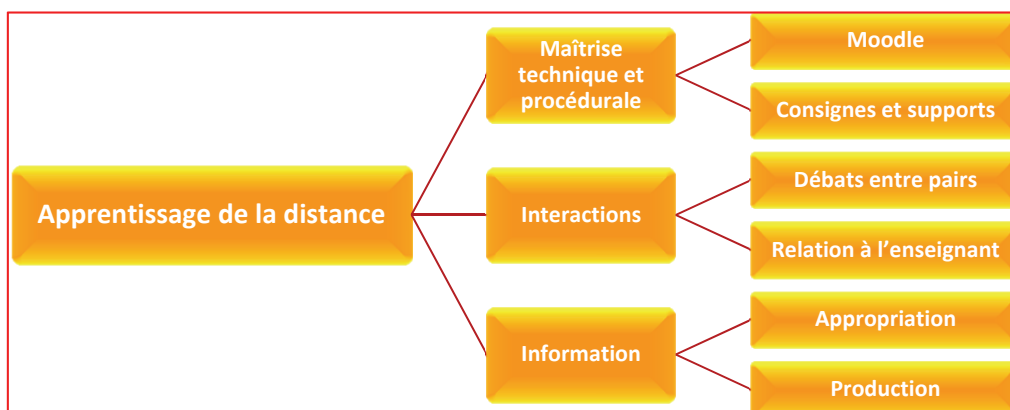 Apprentissage de la distance
Maîtrise
technique et
procédurale
Moodle
Consignes et supports
Interactions
Débats entre pairs
Relation à l’enseignant
Information
Appropriation
Production